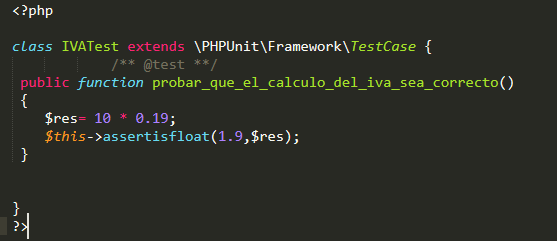 <?php
class IVATest extends \PHPUnit\Framework\TestCase {
/** @test **/
public function probar_que_el_calculo_del_iva_sea_correcto()
{
$res= 10 * 0.19;
$this->assertisfloat(1.9,$res);
}
}
?>